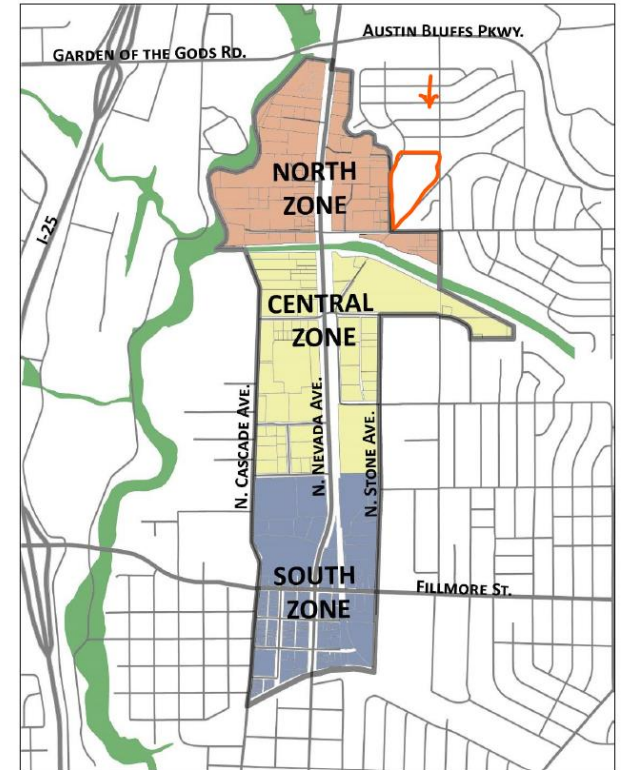 AUSTIN BLUFFS PKWY.
GARDEN OF THE GODS RD.
NORTH
ZONE
I-25
CENTRAL
ZONE
N. CASCADE AVE.
N. NEVADA AVE.
N. STONE AVE.
SOUTH
ZONE
FILLMORE ST.